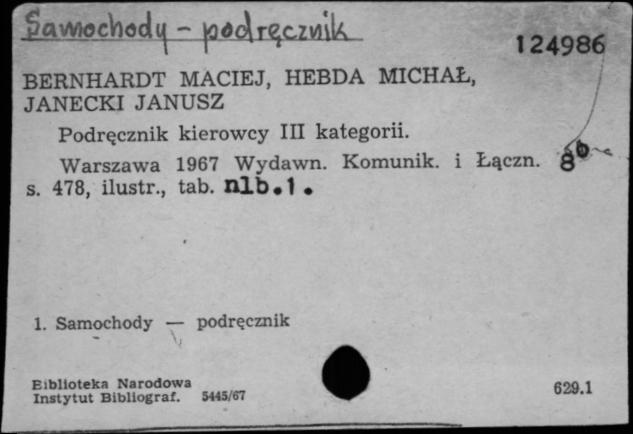 Samochody - podręcznik
124986
BERNHARDT MACIEJ, HEBDA MICHAŁ,
JANECKI JANUSZ
Podręcznik kierowcy III kategorii.
Warszawa 1967 Wydawn. Komunik. i Łączn. 8°
s. 478, ilustr., tab. nlb.1.
1. Samochody — podręcznik
Biblioteka Narodowa
Instytut Bibliograf. 5445/67
629.1